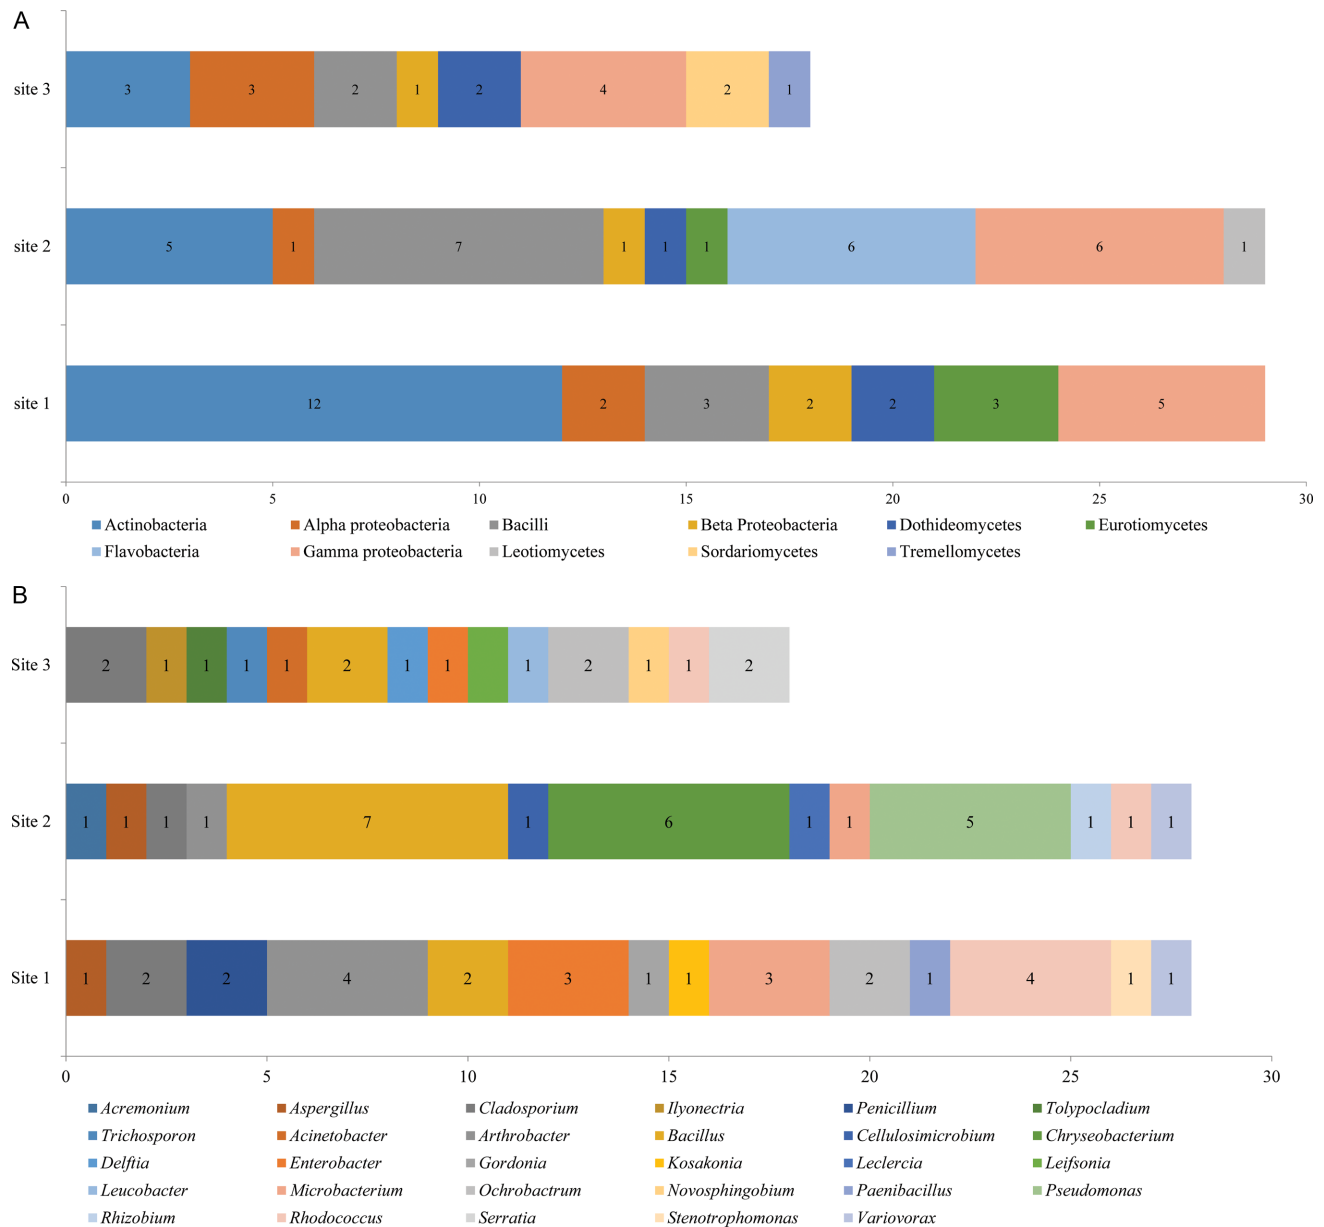 A
site 3
3 3 2 1 2 4 2 1
site 2
5 1 7 1 1 1 6 6 1
site 1
12 2 3 2 2 3 5
0 5 10 15 20 25 30
Actinobacteria Alpha proteobacteria Bacilli Beta Proteobacteria Dothideomycetes Eurotiomycetes
Flavobacteria Gamma proteobacteria Leotiomycetes Sordariomycetes Tremellomycetes
B
Site 3
2 1 1 1 1 2 1 1 1 2 1 1 2
Site 2
1 1 1 1 7 1 6 1 1 5 1 1 1
Site 1
1 2 2 4 2 3 1 1 3 2 1 4 1 1
0 5 10 15 20 25 30
Acremonium Aspergillus Cladosporium Ilyonectria Penicillium Tolypocladium
Trichosporon Acinetobacter Arthrobacter Bacillus Cellulosimicrobium Chryseobacterium
Delftia Enterobacter Gordonia Kosakonia Leclercia Leifsonia
Leucobacter Microbacterium Ochrobactrum Novosphingobium Paenibacillus Pseudomonas
Rhizobium Rhodococcus Serratia Stenotrophomonas Variovorax